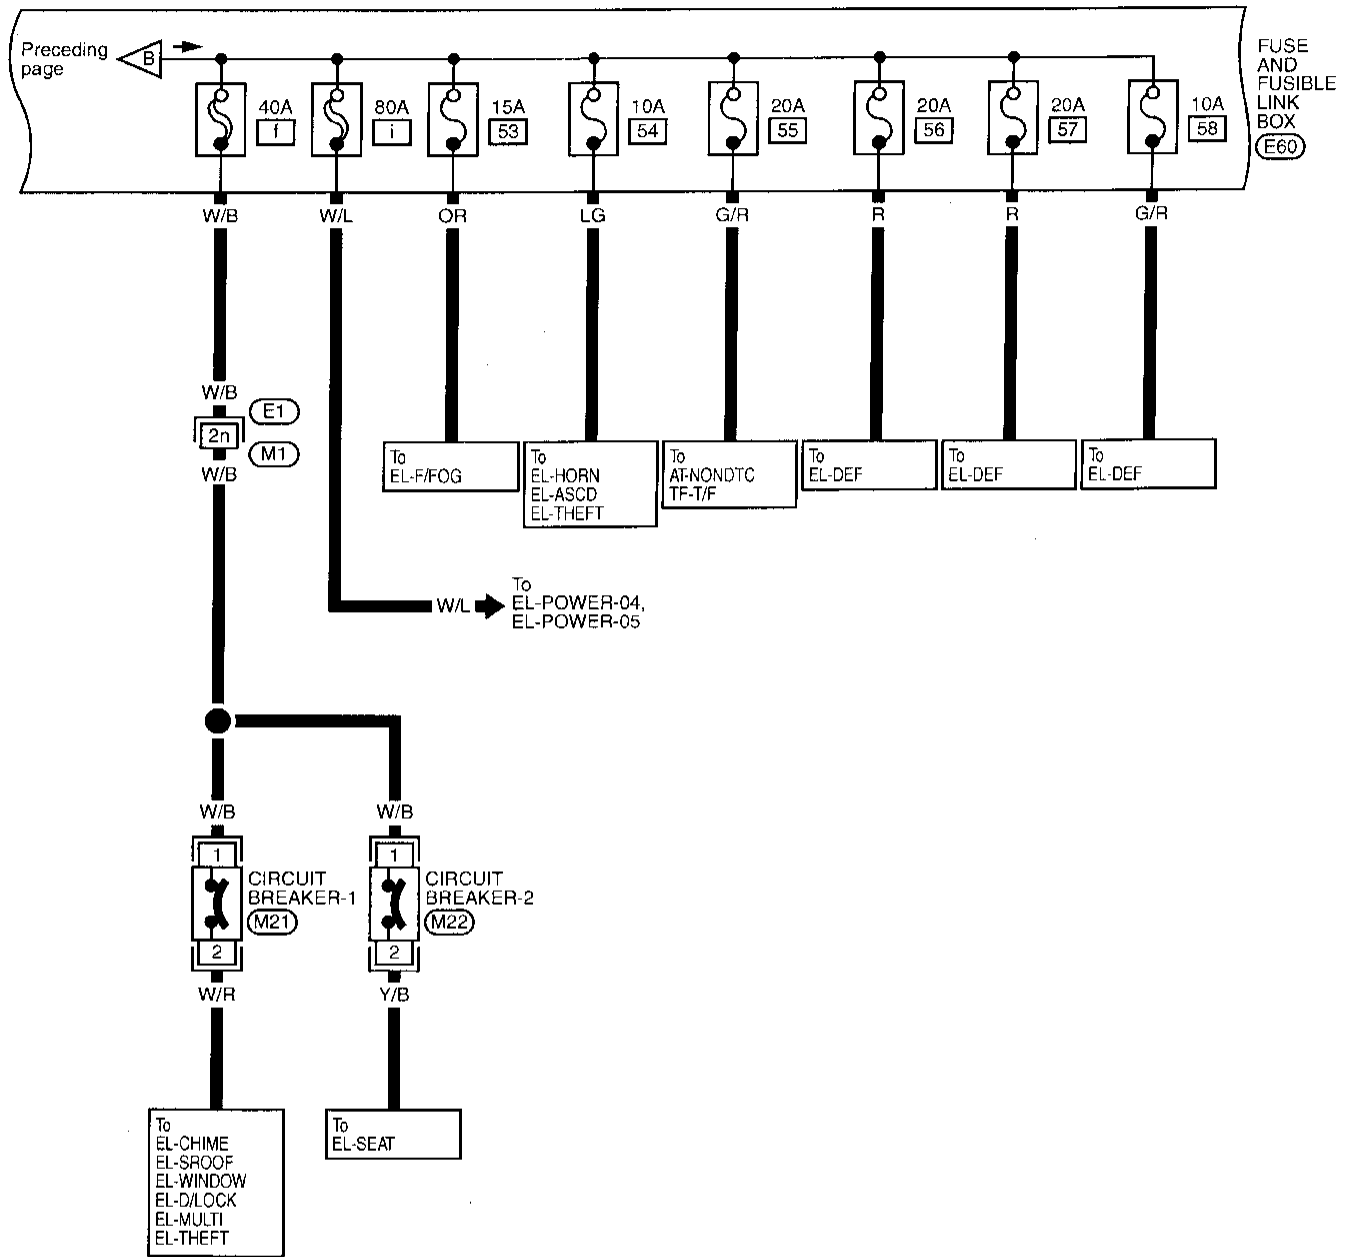 Preceding
page
B
40A
f
80A
i
15A
53
10A
54
20A
55
20A
56
20A
57
10A
58
FUSE
AND
FUSIBLE
LINK
BOX
E60
W/B
W/L
OR
LG
G/R
R
R
G/R
W/B
E1
2n
M1
W/B
To
EL-F/FOG
To
EL-HORN
EL-ASCD
EL-THEFT
To
AT-NONDTC
TF-T/F
To
EL-DEF
To
EL-DEF
To
EL-DEF
W/L
To
EL-POWER-04,
EL-POWER-05
W/B
W/B
1
CIRCUIT
BREAKER-1
M21
2
1
CIRCUIT
BREAKER-2
M22
2
W/R
Y/B
To
EL-CHIME
EL-SROOF
EL-WINDOW
EL-D/LOCK
EL-MULTI
EL-THEFT
To
EL-SEAT